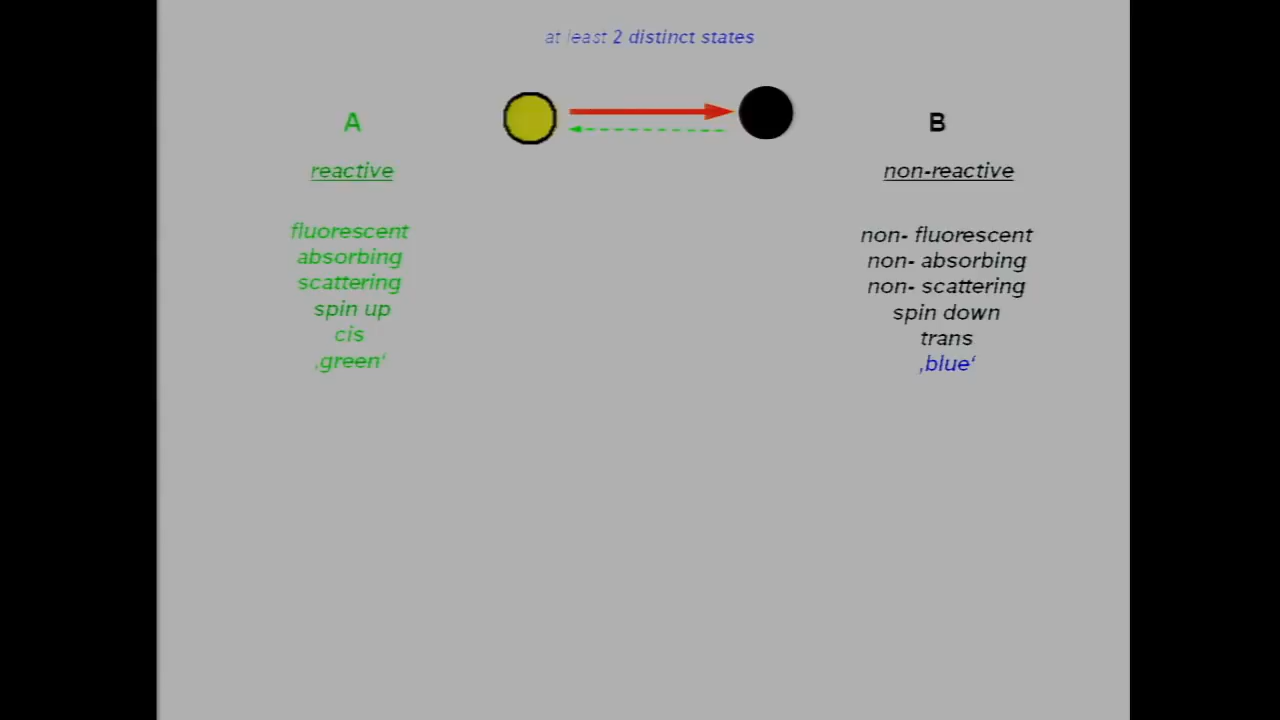 at least 2 distinct states
A
B
reactive
non-reactive
fluorescent
absorbing
scattering
spin up
cis
‚green‘
non- fluorescent
non- absorbing
non- scattering
spin down
trans
‚blue‘